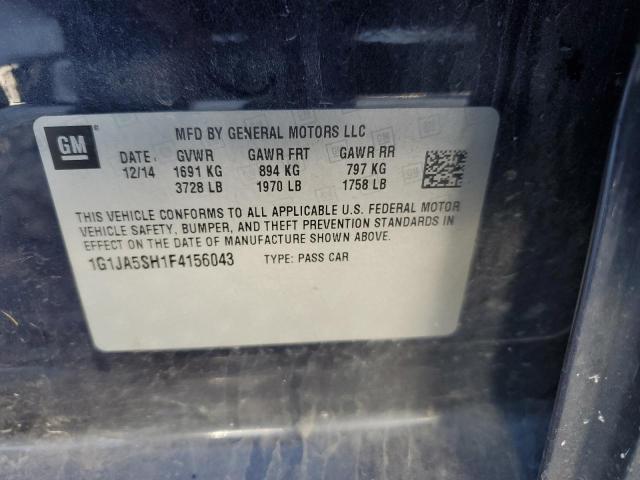 GM
MFD BY GENERAL MOTORS LLC
DATE GVWR GAWR FRT GAWR RR
12/14 1691 KG 894 KG 797 KG
3728 LB 1970 LB 1758 LB
THIS VEHICLE CONFORMS TO ALL APPLICABLE U.S. FEDERAL MOTOR
VEHICLE SAFETY, BUMPER, AND THEFT PREVENTION STANDARDS IN
EFFECT ON THE DATE OF MANUFACTURE SHOWN ABOVE.
1G1JA5SH1F4156043 TYPE: PASS CAR